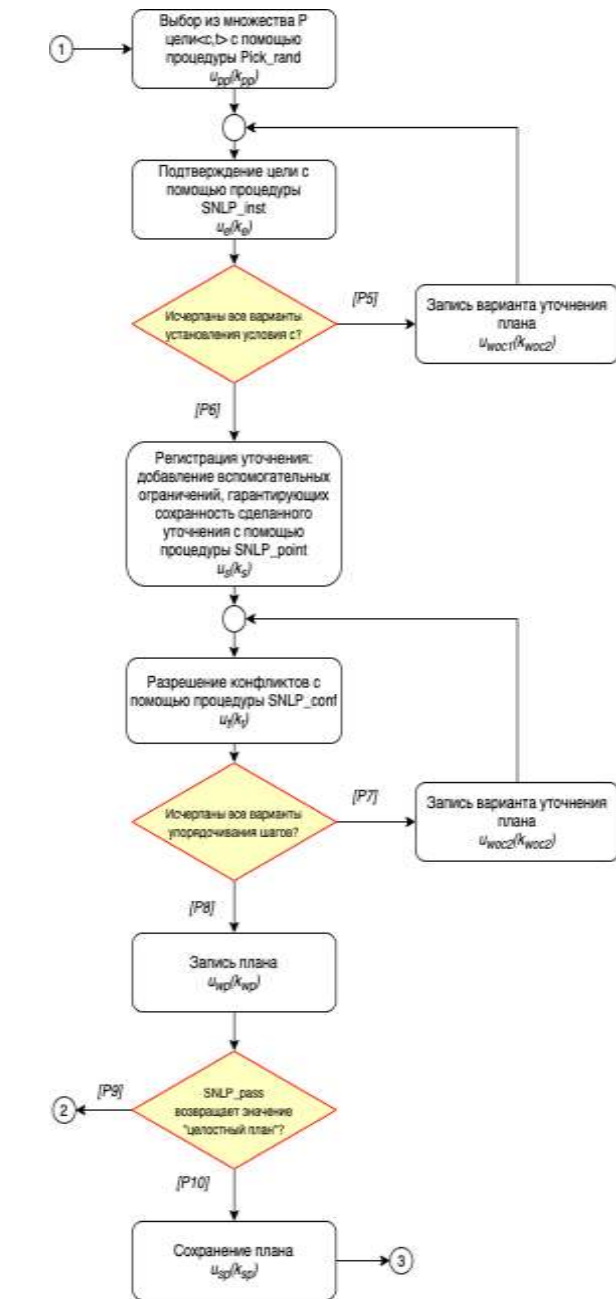 Выбор из множества P
цели<c,t> с помощью
процедуры Pick_rand
u_pp(k_pp)
1
Подтверждение цели с
помощью процедуры
SNLP_inst
u_e(k_e)
Исчерпаны все варианты
установления условия c?
[P5]
Запись варианта уточнения
плана
u_woc1(k_woc2)
[P6]
Регистрация уточнения:
добавление вспомогательных
ограничений, гарантирующих
сохранность сделанного
уточнения с помощью
процедуры SNLP_point
u_s(k_s)
Разрешение конфликтов с
помощью процедуры SNLP_conf
Исчерпаны все варианты
упорядочивания шагов?
[P7]
Запись варианта уточнения
плана
u_woc2(k_woc2)
[P8]
Запись плана
u_wp(k_wp)
SNLP_pass
возвращает значение
"целостный план"?
[P9]
2
[P10]
Сохранение плана
u_sp(k_sp)
3